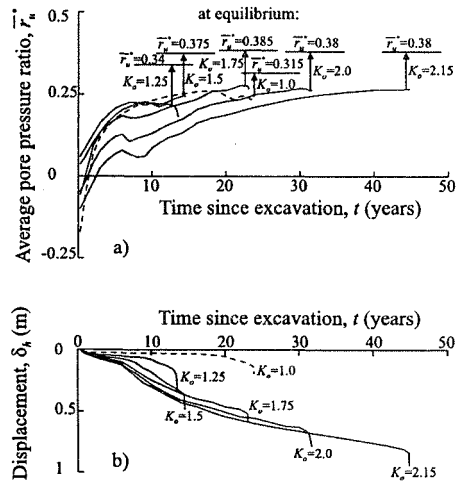 at equilibrium:
r̄ᵤ*=0.34
r̄ᵤ*=0.375
r̄ᵤ*=0.385
r̄ᵤ*=0.315
r̄ᵤ*=0.38
r̄ᵤ*=0.38
Kₒ=1.25
Kₒ=1.5
Kₒ=1.75
Kₒ=1.0
Kₒ=2.0
Kₒ=2.15
Average pore pressure ratio, r̄ᵤ*
0.5
0.25
0
-0.25
10 20 30 40 50
Time since excavation, t (years)
a)
Time since excavation, t (years)
0 10 20 30 40 50
Displacement, δₕ (m)
0
0.5
1
Kₒ=1.0
Kₒ=1.25
Kₒ=1.5
Kₒ=1.75
Kₒ=2.0
Kₒ=2.15
b)